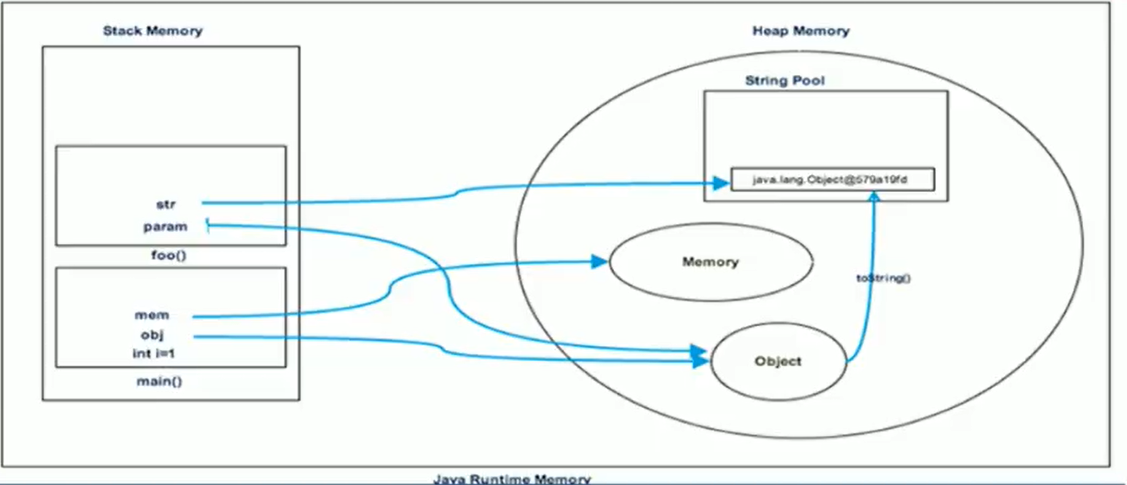 Stack Memory
Heap Memory
String Pool
java.lang.Object@579a19fd
str
param
foo()
Memory
toString()
mem
obj
int i=1
main()
Object
Java Runtime Memory